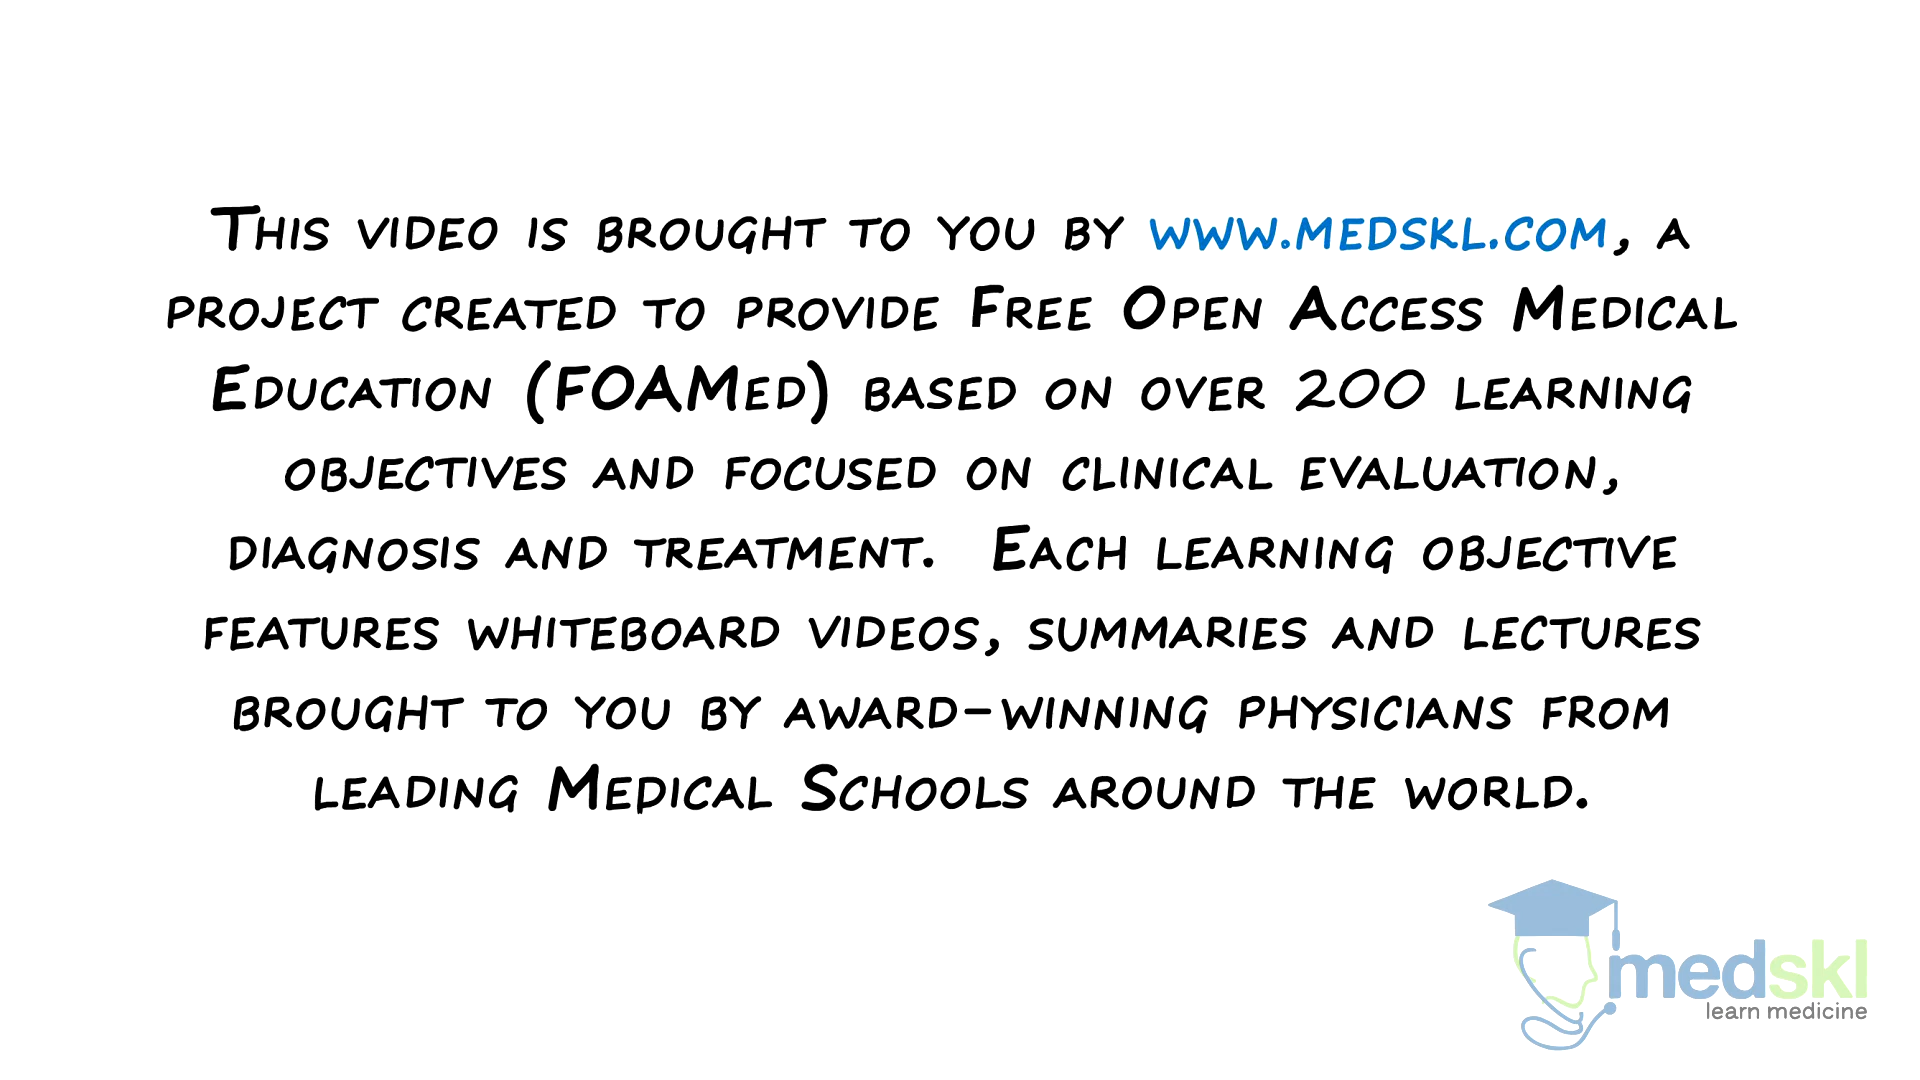 This video is brought to you by www.medskl.com, a
project created to provide Free Open Access Medical
Education (FOAMed) based on over 200 learning
objectives and focused on clinical evaluation,
diagnosis and treatment.  Each learning objective
features whiteboard videos, summaries and lectures
brought to you by award-winning physicians from
leading Medical Schools around the world.
medskl
learn medicine